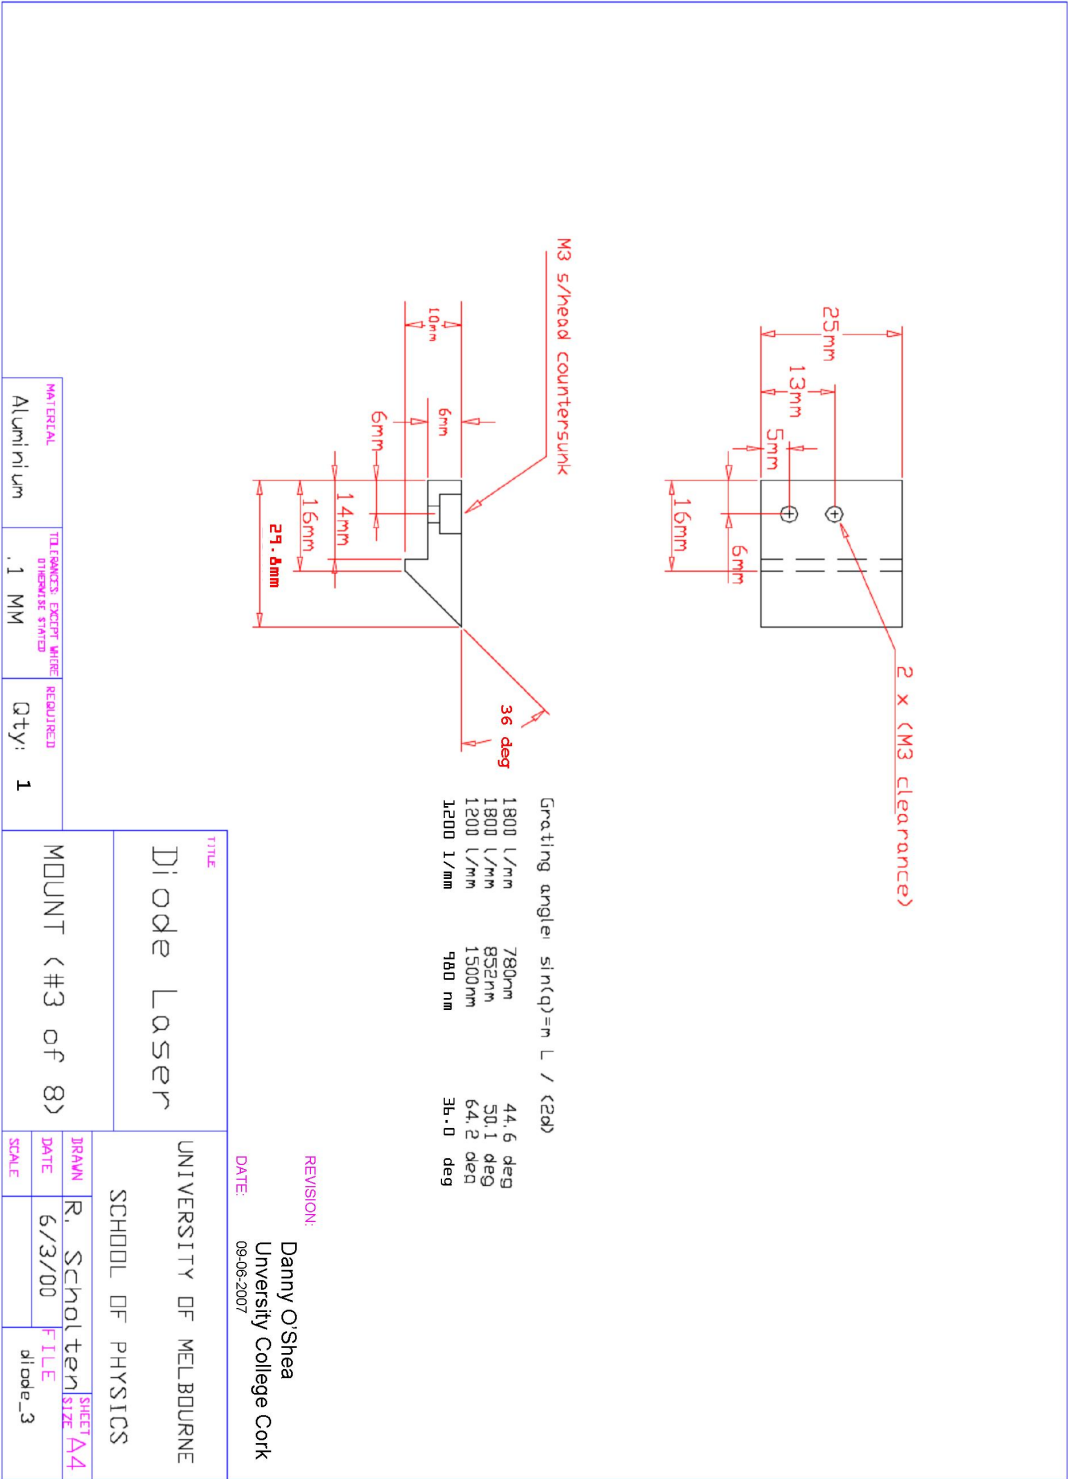 25mm
13mm
5mm
6mm
16mm
2 x (M3 clearance)
M3 s/head countersunk
10mm
6mm
6mm
14mm
16mm
29.8mm
36 deg
Grating angle: sin(q)=m L / (2d)
1800 l/mm 780nm 44.6 deg
1800 l/mm 852nm 50.1 deg
1200 l/mm 1500nm 64.2 deg
1200 l/mm 980 nm 36.0 deg
REVISION:
Danny O'Shea
Unversity College Cork
DATE:
09-06-2007
MATERIAL
Aluminium
TOLERANCES: EXCEPT WHERE
OTHERWISE STATED
.1 MM
REQUIRED
Qty: 1
TITLE
Diode Laser
MOUNT (#3 of 8)
UNIVERSITY OF MELBOURNE
SCHOOL OF PHYSICS
DRAWN
R. Scholten
SHEET
SIZE A4
DATE
6/3/00
FILE
diode_3
SCALE